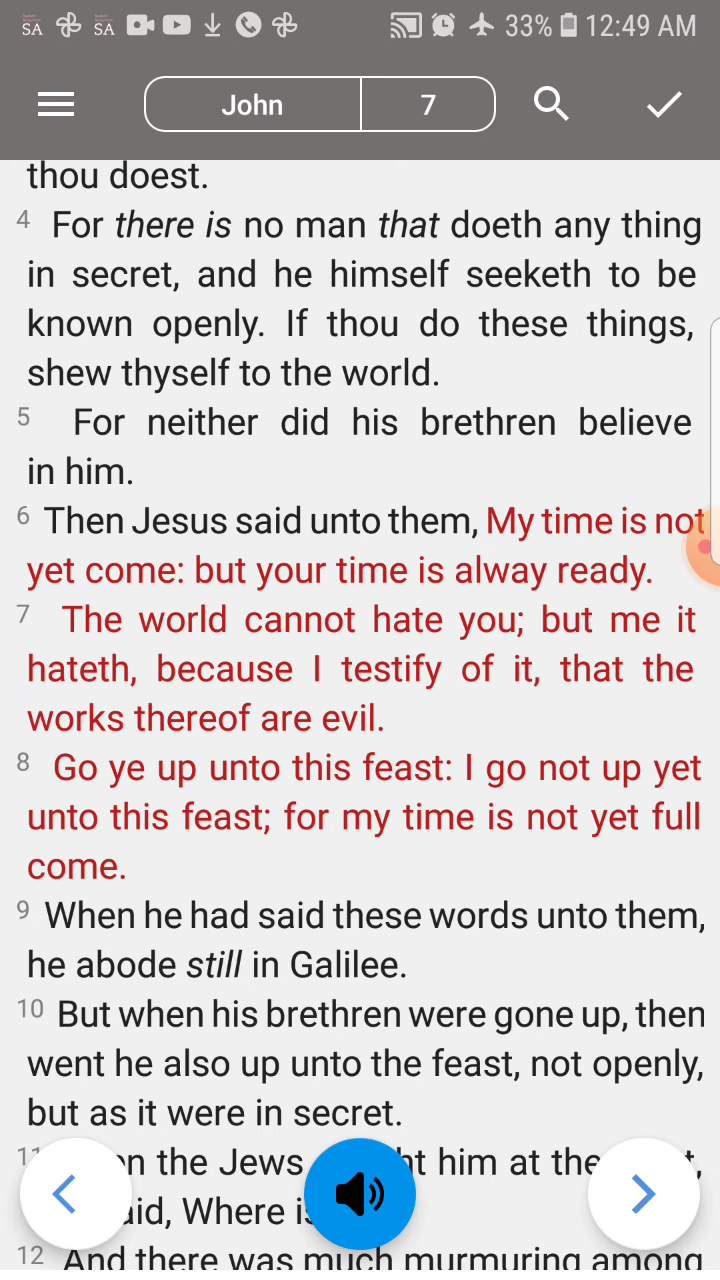 SA SA 33% 12:49 AM
John 7
thou doest.
4 For there is no man that doeth any thing
in secret, and he himself seeketh to be
known openly. If thou do these things,
shew thyself to the world.
5 For neither did his brethren believe
in him.
6 Then Jesus said unto them, My time is not
yet come: but your time is alway ready.
7 The world cannot hate you; but me it
hateth, because I testify of it, that the
works thereof are evil.
8 Go ye up unto this feast: I go not up yet
unto this feast; for my time is not yet full
come.
9 When he had said these words unto them,
he abode still in Galilee.
10 But when his brethren were gone up, then
went he also up unto the feast, not openly,
but as it were in secret.
11 the Jews him at the
Where
12 And there was much murmuring among